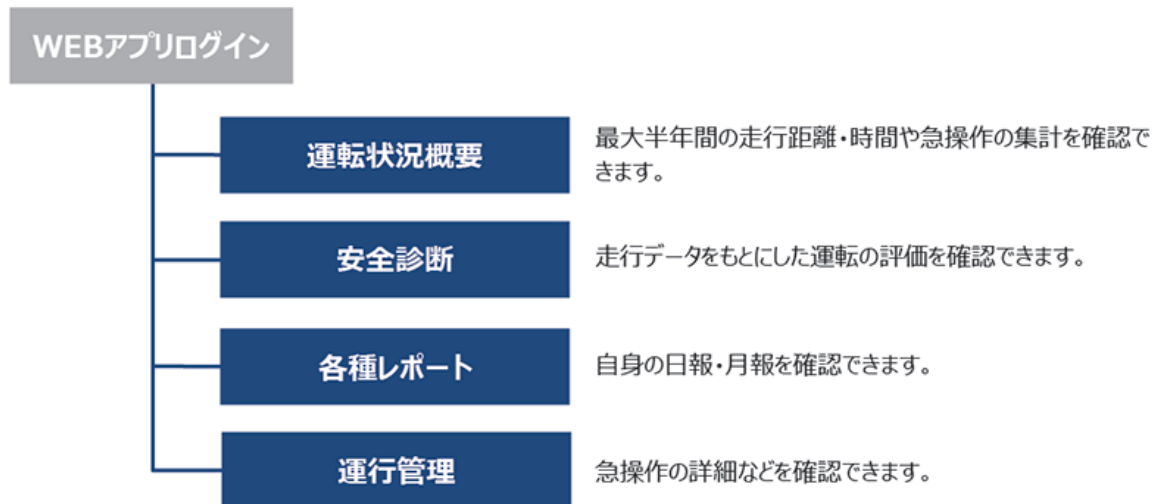 WEBアプリログイン
運転状況概要
最大半年間の走行距離・時間や急操作の集計を確認で
きます。
安全診断
走行データをもとにした運転の評価を確認できます。
各種レポート
自身の日報・月報を確認できます。
運行管理
急操作の詳細などを確認できます。